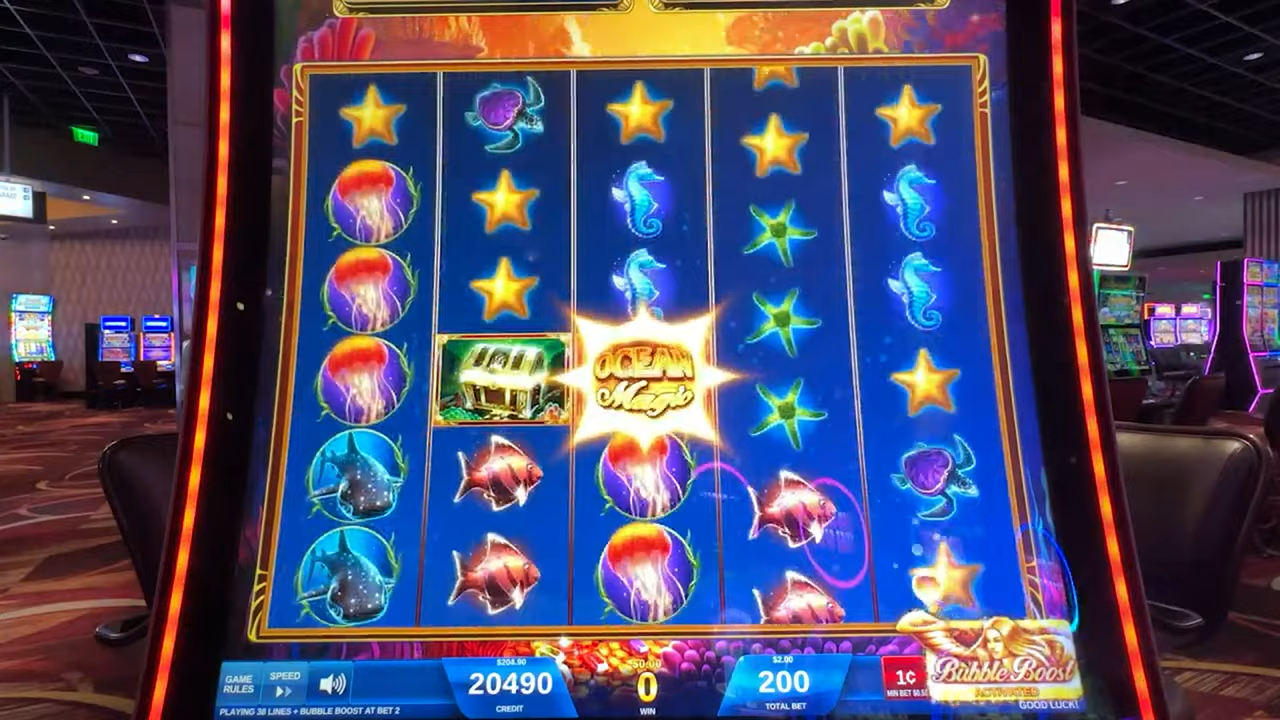 EXIT
OCEAN
Magic
GAME
RULES
SPEED
$204.90
20490
CREDIT
$0.00
0
WIN
$2.00
200
TOTAL BET
1¢
Bubble Boost
ACTIVATED
PLAYING 38 LINES + BUBBLE BOOST AT BET 2
GOOD LUCK!